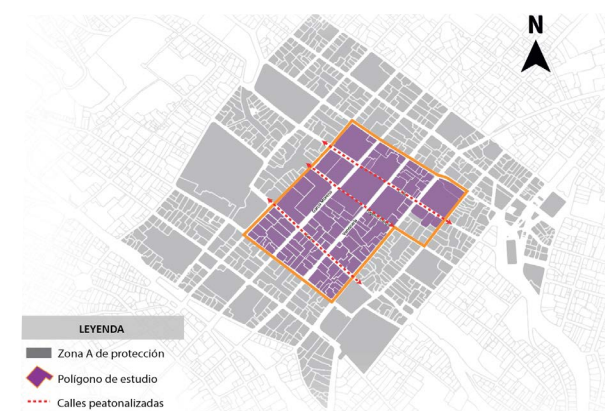 N
LEYENDA
Zona A de protección
Polígono de estudio
Calles peatonalizadas